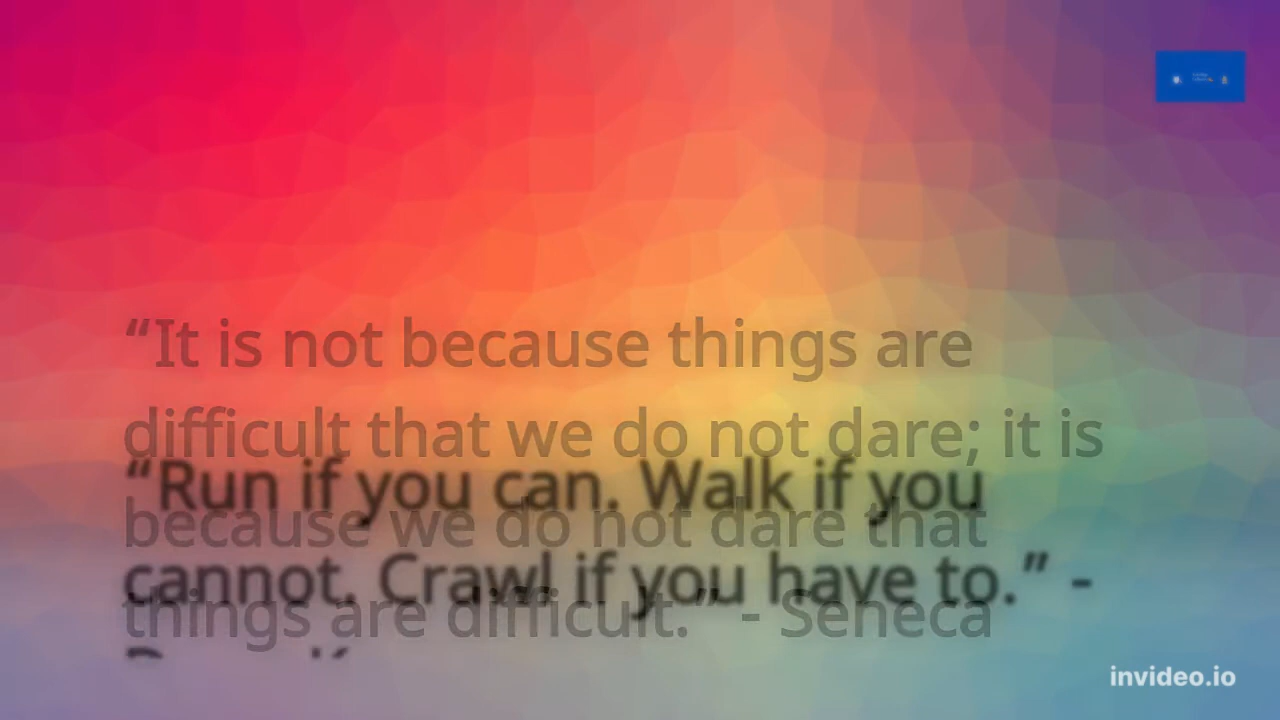 “It is not because things are
difficult that we do not dare; it is
because we do not dare that
things are difficult.” - Seneca
“Run if you can. Walk if you
cannot. Crawl if you have to.” -
invideo.io